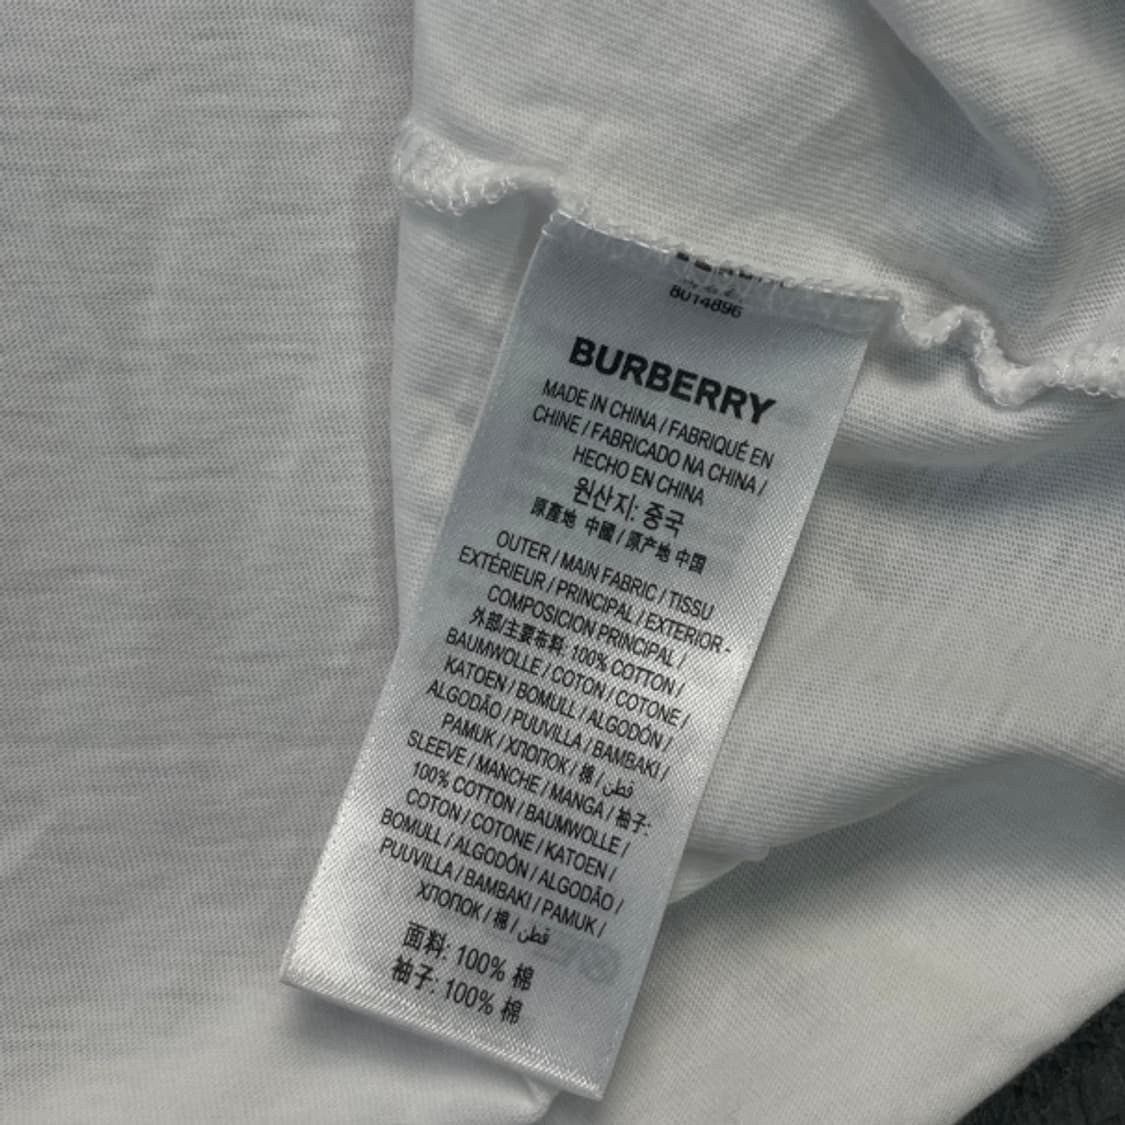 8014896
BURBERRY
MADE IN CHINA / FABRIQUÉ EN
CHINE / FABRICADO NA CHINA /
HECHO EN CHINA
원산지: 중국
原產地 中國 / 原产地 中国
OUTER / MAIN FABRIC / TISSU
EXTÉRIEUR / PRINCIPAL / EXTERIOR -
COMPOSICION PRINCIPAL /
外部/主要布料: 100% COTTON /
BAUMWOLLE / COTON / COTONE /
KATOEN / BOMULL / ALGODÓN /
ALGODÃO / PUUVILLA / BAMBAKI /
PAMUK / ХЛОПОК / 棉 / قطن
SLEEVE / MANCHE / MANGA / 袖子:
100% COTTON / BAUMWOLLE /
COTON / COTONE / KATOEN /
BOMULL / ALGODÓN / ALGODÃO /
PUUVILLA / BAMBAKI / PAMUK /
ХЛОПОК / 棉 / قطن
面料: 100% 棉
袖子: 100% 棉